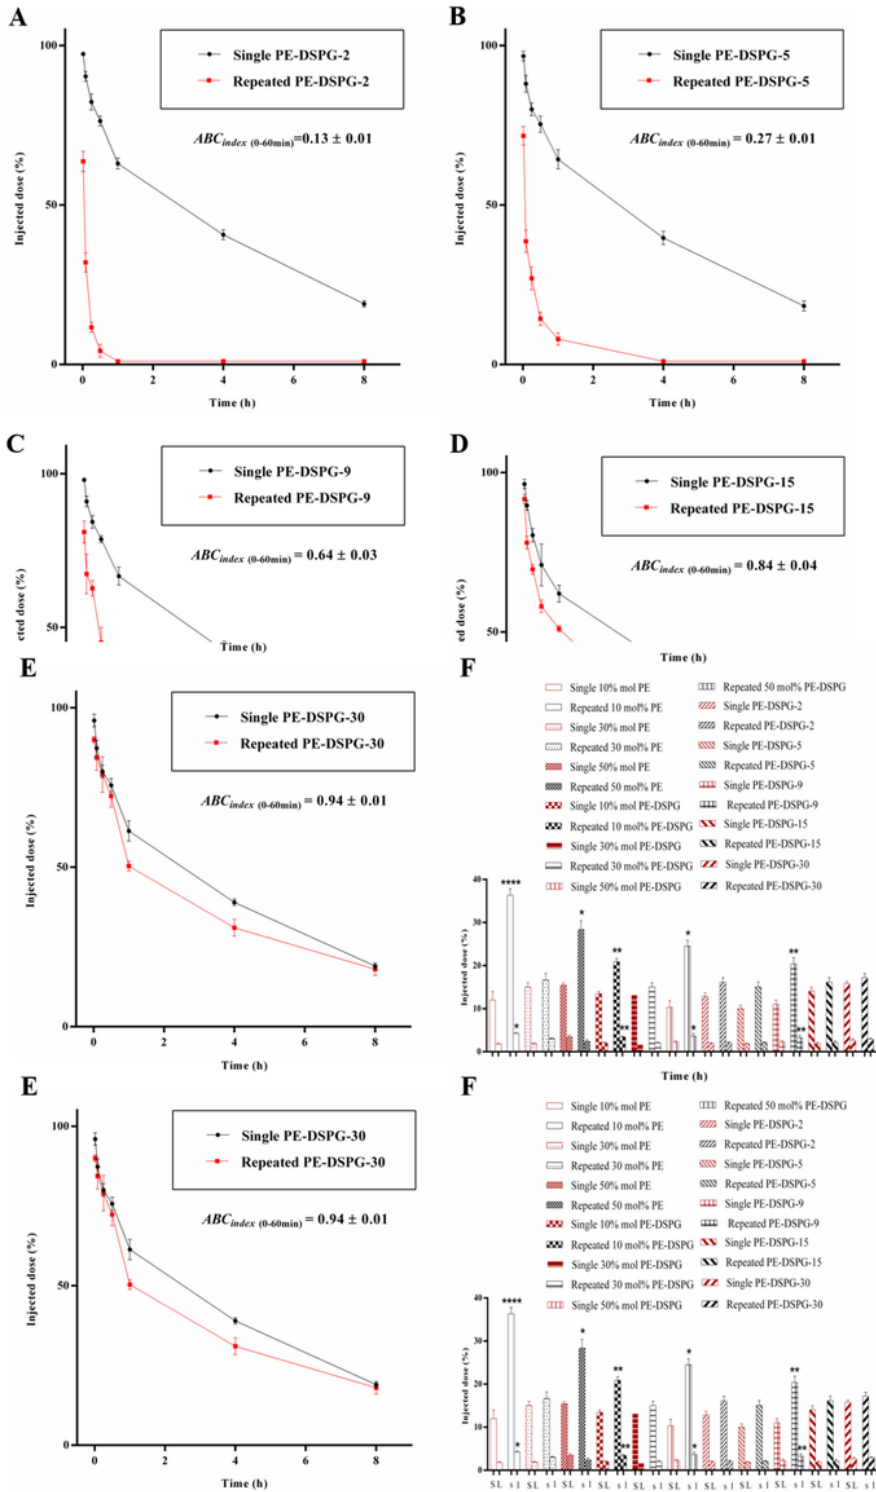 A
100
50
0
Injected dose (%)
Single PE-DSPG-2
Repeated PE-DSPG-2
ABCindex (0-60min)=0.13 ± 0.01
0 2 4 6 8
Time (h)
B
100
50
0
Injected dose (%)
Single PE-DSPG-5
Repeated PE-DSPG-5
ABCindex (0-60min) = 0.27 ± 0.01
0 2 4 6 8
Time (h)
C
100
50
cted dose (%)
Single PE-DSPG-9
Repeated PE-DSPG-9
ABCindex (0-60min) = 0.64 ± 0.03
Time (h)
D
100
50
ed dose (%)
Single PE-DSPG-15
Repeated PE-DSPG-15
ABCindex (0-60min) = 0.84 ± 0.04
Time (h)
E
100
50
0
Injected dose (%)
Single PE-DSPG-30
Repeated PE-DSPG-30
ABCindex (0-60min) = 0.94 ± 0.01
0 2 4 6 8
Time (h)
F
Single 10% mol PE
Repeated 10 mol% PE
Single 30% mol PE
Repeated 30 mol% PE
Single 50% mol PE
Repeated 50 mol% PE
Single 10% mol PE-DSPG
Repeated 10 mol% PE-DSPG
Single 30% mol PE-DSPG
Repeated 30 mol% PE-DSPG
Single 50% mol PE-DSPG
Repeated 50 mol% PE-DSPG
Single PE-DSPG-2
Repeated PE-DSPG-2
Single PE-DSPG-5
Repeated PE-DSPG-5
Single PE-DSPG-9
Repeated PE-DSPG-9
Single PE-DSPG-15
Repeated PE-DSPG-15
Single PE-DSPG-30
Repeated PE-DSPG-30
40
30
20
10
0
Injected dose (%)
**** * * ** ** * * ** **
Time (h)
E
100
50
0
Injected dose (%)
Single PE-DSPG-30
Repeated PE-DSPG-30
ABCindex (0-60min) = 0.94 ± 0.01
0 2 4 6 8
Time (h)
F
Single 10% mol PE
Repeated 10 mol% PE
Single 30% mol PE
Repeated 30 mol% PE
Single 50% mol PE
Repeated 50 mol% PE
Single 10% mol PE-DSPG
Repeated 10 mol% PE-DSPG
Single 30% mol PE-DSPG
Repeated 30 mol% PE-DSPG
Single 50% mol PE-DSPG
Repeated 50 mol% PE-DSPG
Single PE-DSPG-2
Repeated PE-DSPG-2
Single PE-DSPG-5
Repeated PE-DSPG-5
Single PE-DSPG-9
Repeated PE-DSPG-9
Single PE-DSPG-15
Repeated PE-DSPG-15
Single PE-DSPG-30
Repeated PE-DSPG-30
40
30
20
10
0
Injected dose (%)
**** * * ** ** * * ** **
S L s l S L s l S L s l S L s l S L s l S L s l S L s l S L s l S L s l S L s l S L s l